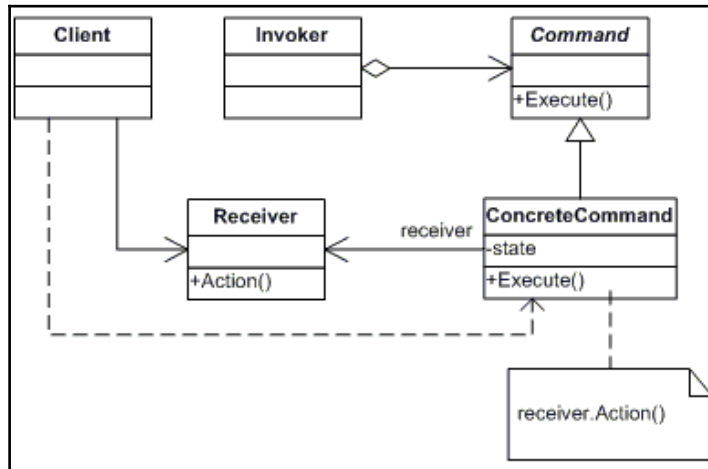 Client
Invoker
Command
+Execute()
Receiver
+Action()
receiver
ConcreteCommand
-state
+Execute()
receiver.Action()